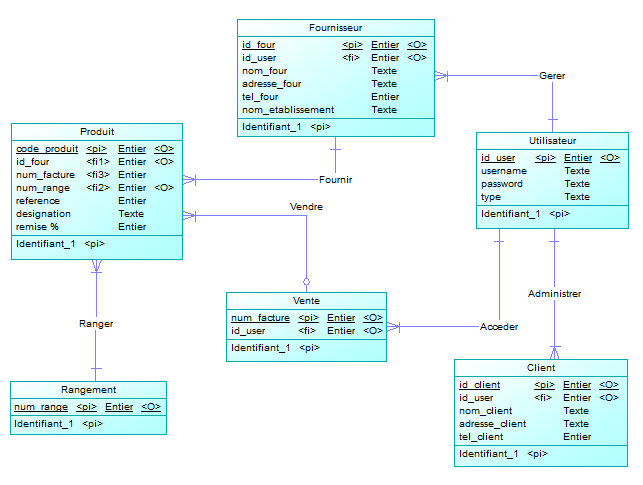 Fournisseur
id_four <pi> Entier <O>
id_user <fi> Entier <O>
nom_four Texte
adresse_four Texte
tel_four Entier
nom_etablissement Texte
Identifiant_1 <pi>
Gerer
Produit
code_produit <pi> Entier <O>
id_four <fi1> Entier <O>
num_facture <fi3> Entier
num_range <fi2> Entier <O>
reference Entier
designation Texte
remise % Entier
Identifiant_1 <pi>
Utilisateur
id_user <pi> Entier <O>
username Texte
password Texte
type Texte
Identifiant_1 <pi>
Fournir
Vendre
Vente
num_facture <pi> Entier <O>
id_user <fi> Entier <O>
Identifiant_1 <pi>
Administrer
Ranger
Acceder
Rangement
num_range <pi> Entier <O>
Identifiant_1 <pi>
Client
id_client <pi> Entier <O>
id_user <fi> Entier <O>
nom_client Texte
adresse_client Texte
tel_client Entier
Identifiant_1 <pi>